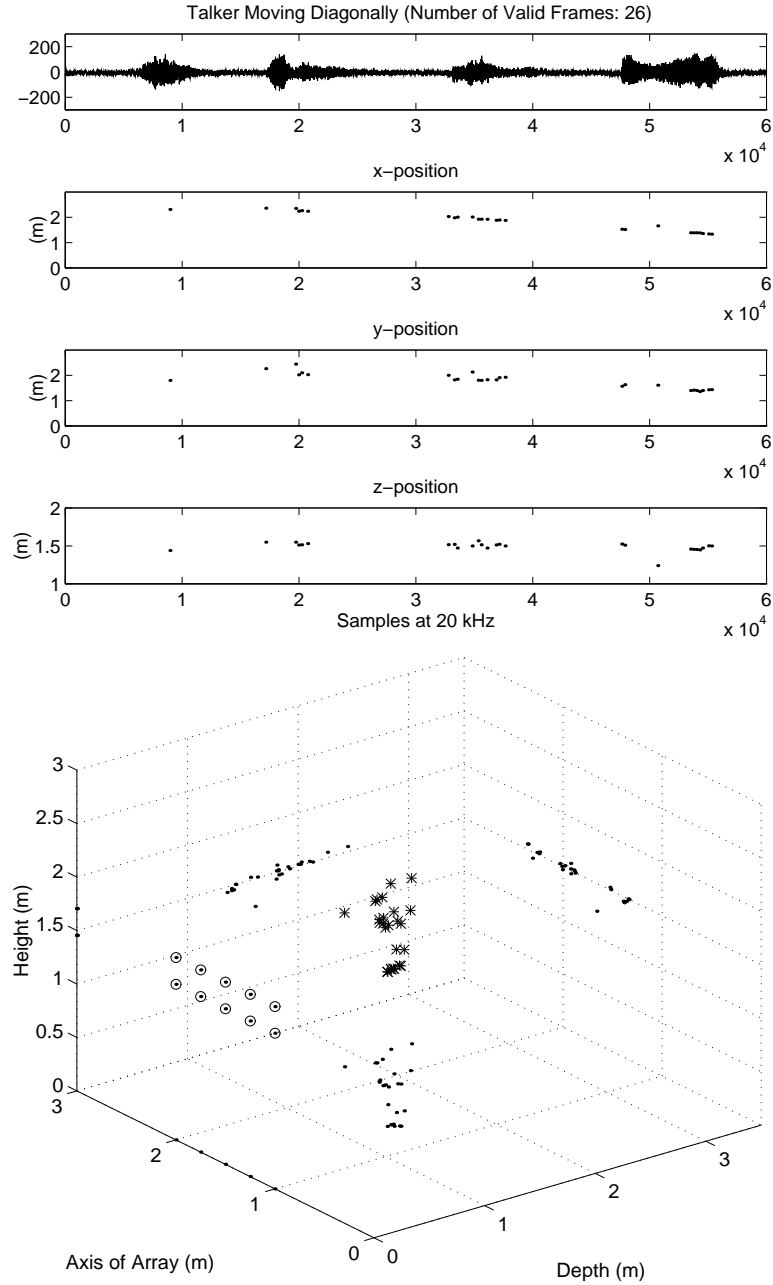 Talker Moving Diagonally (Number of Valid Frames: 26)
200
0
−200
0 1 2 3 4 5 6
x 10^4
x−position
2
1
0
(m)
0 1 2 3 4 5 6
x 10^4
y−position
2
1
0
(m)
0 1 2 3 4 5 6
x 10^4
z−position
2
1.5
1
(m)
0 1 2 3 4 5 6
Samples at 20 kHz
x 10^4
3
2.5
2
1.5
1
0.5
0
Height (m)
3
2
1
0
Axis of Array (m)
0
1
2
3
Depth (m)